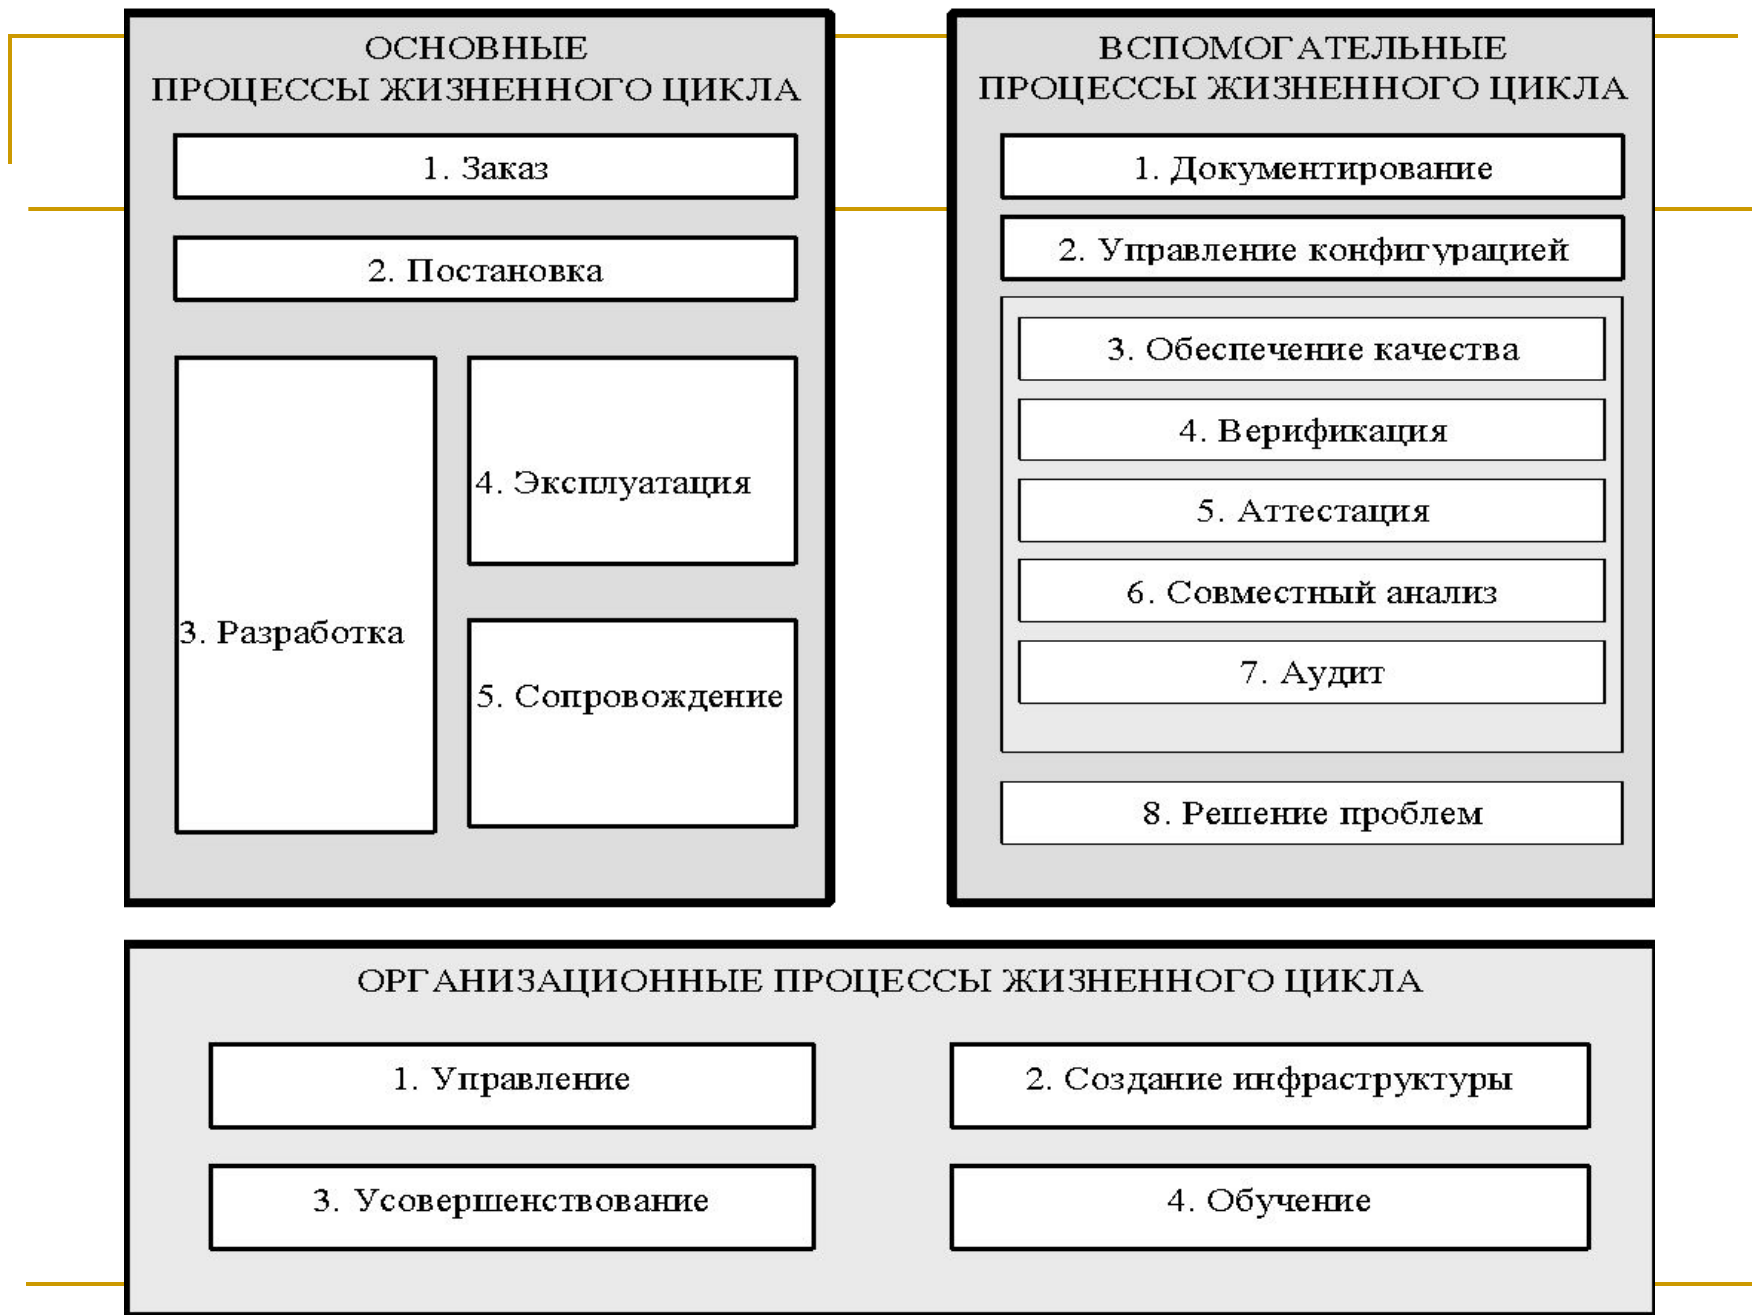 ОСНОВНЫЕ
ПРОЦЕССЫ ЖИЗНЕННОГО ЦИКЛА
1. Заказ
2. Постановка
3. Разработка
4. Эксплуатация
5. Сопровождение
ВСПОМОГАТЕЛЬНЫЕ
ПРОЦЕССЫ ЖИЗНЕННОГО ЦИКЛА
1. Документирование
2. Управление конфигурацией
3. Обеспечение качества
4. Верификация
5. Аттестация
6. Совместный анализ
7. Аудит
8. Решение проблем
ОРГАНИЗАЦИОННЫЕ ПРОЦЕССЫ ЖИЗНЕННОГО ЦИКЛА
1. Управление
2. Создание инфраструктуры
3. Усовершенствование
4. Обучение